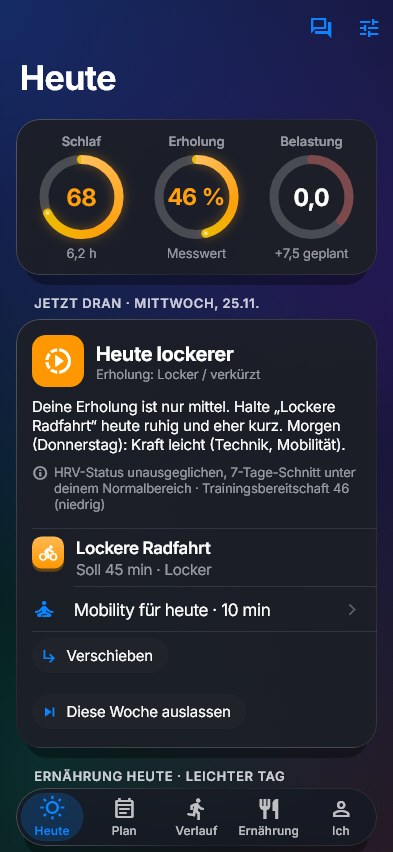 Heute
Schlaf
Erholung
Belastung
68
46 %
0,0
6,2 h
Messwert
+7,5 geplant
JETZT DRAN · MITTWOCH, 25.11.
Heute lockerer
Erholung: Locker / verkürzt
Deine Erholung ist nur mittel. Halte „Lockere
Radfahrt“ heute ruhig und eher kurz. Morgen
(Donnerstag): Kraft leicht (Technik, Mobilität).
HRV-Status unausgeglichen, 7-Tage-Schnitt unter
deinem Normalbereich · Trainingsbereitschaft 46
(niedrig)
Lockere Radfahrt
Soll 45 min · Locker
Mobility für heute · 10 min
Verschieben
Diese Woche auslassen
ERNÄHRUNG HEUTE · LEICHTER TAG
Heute
Plan
Verlauf
Ernährung
Ich